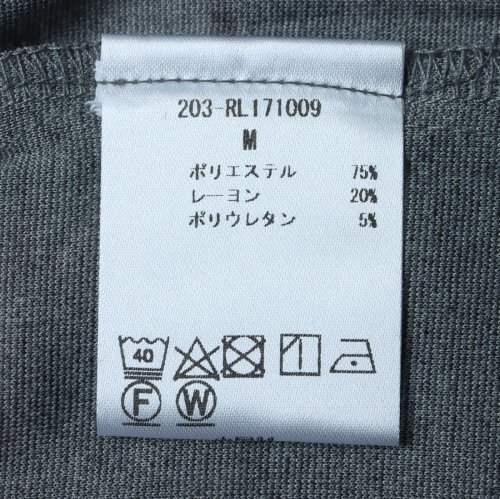 203-RL171009
M
ポリエステル 75%
レーヨン 20%
ポリウレタン 5%
40
F W